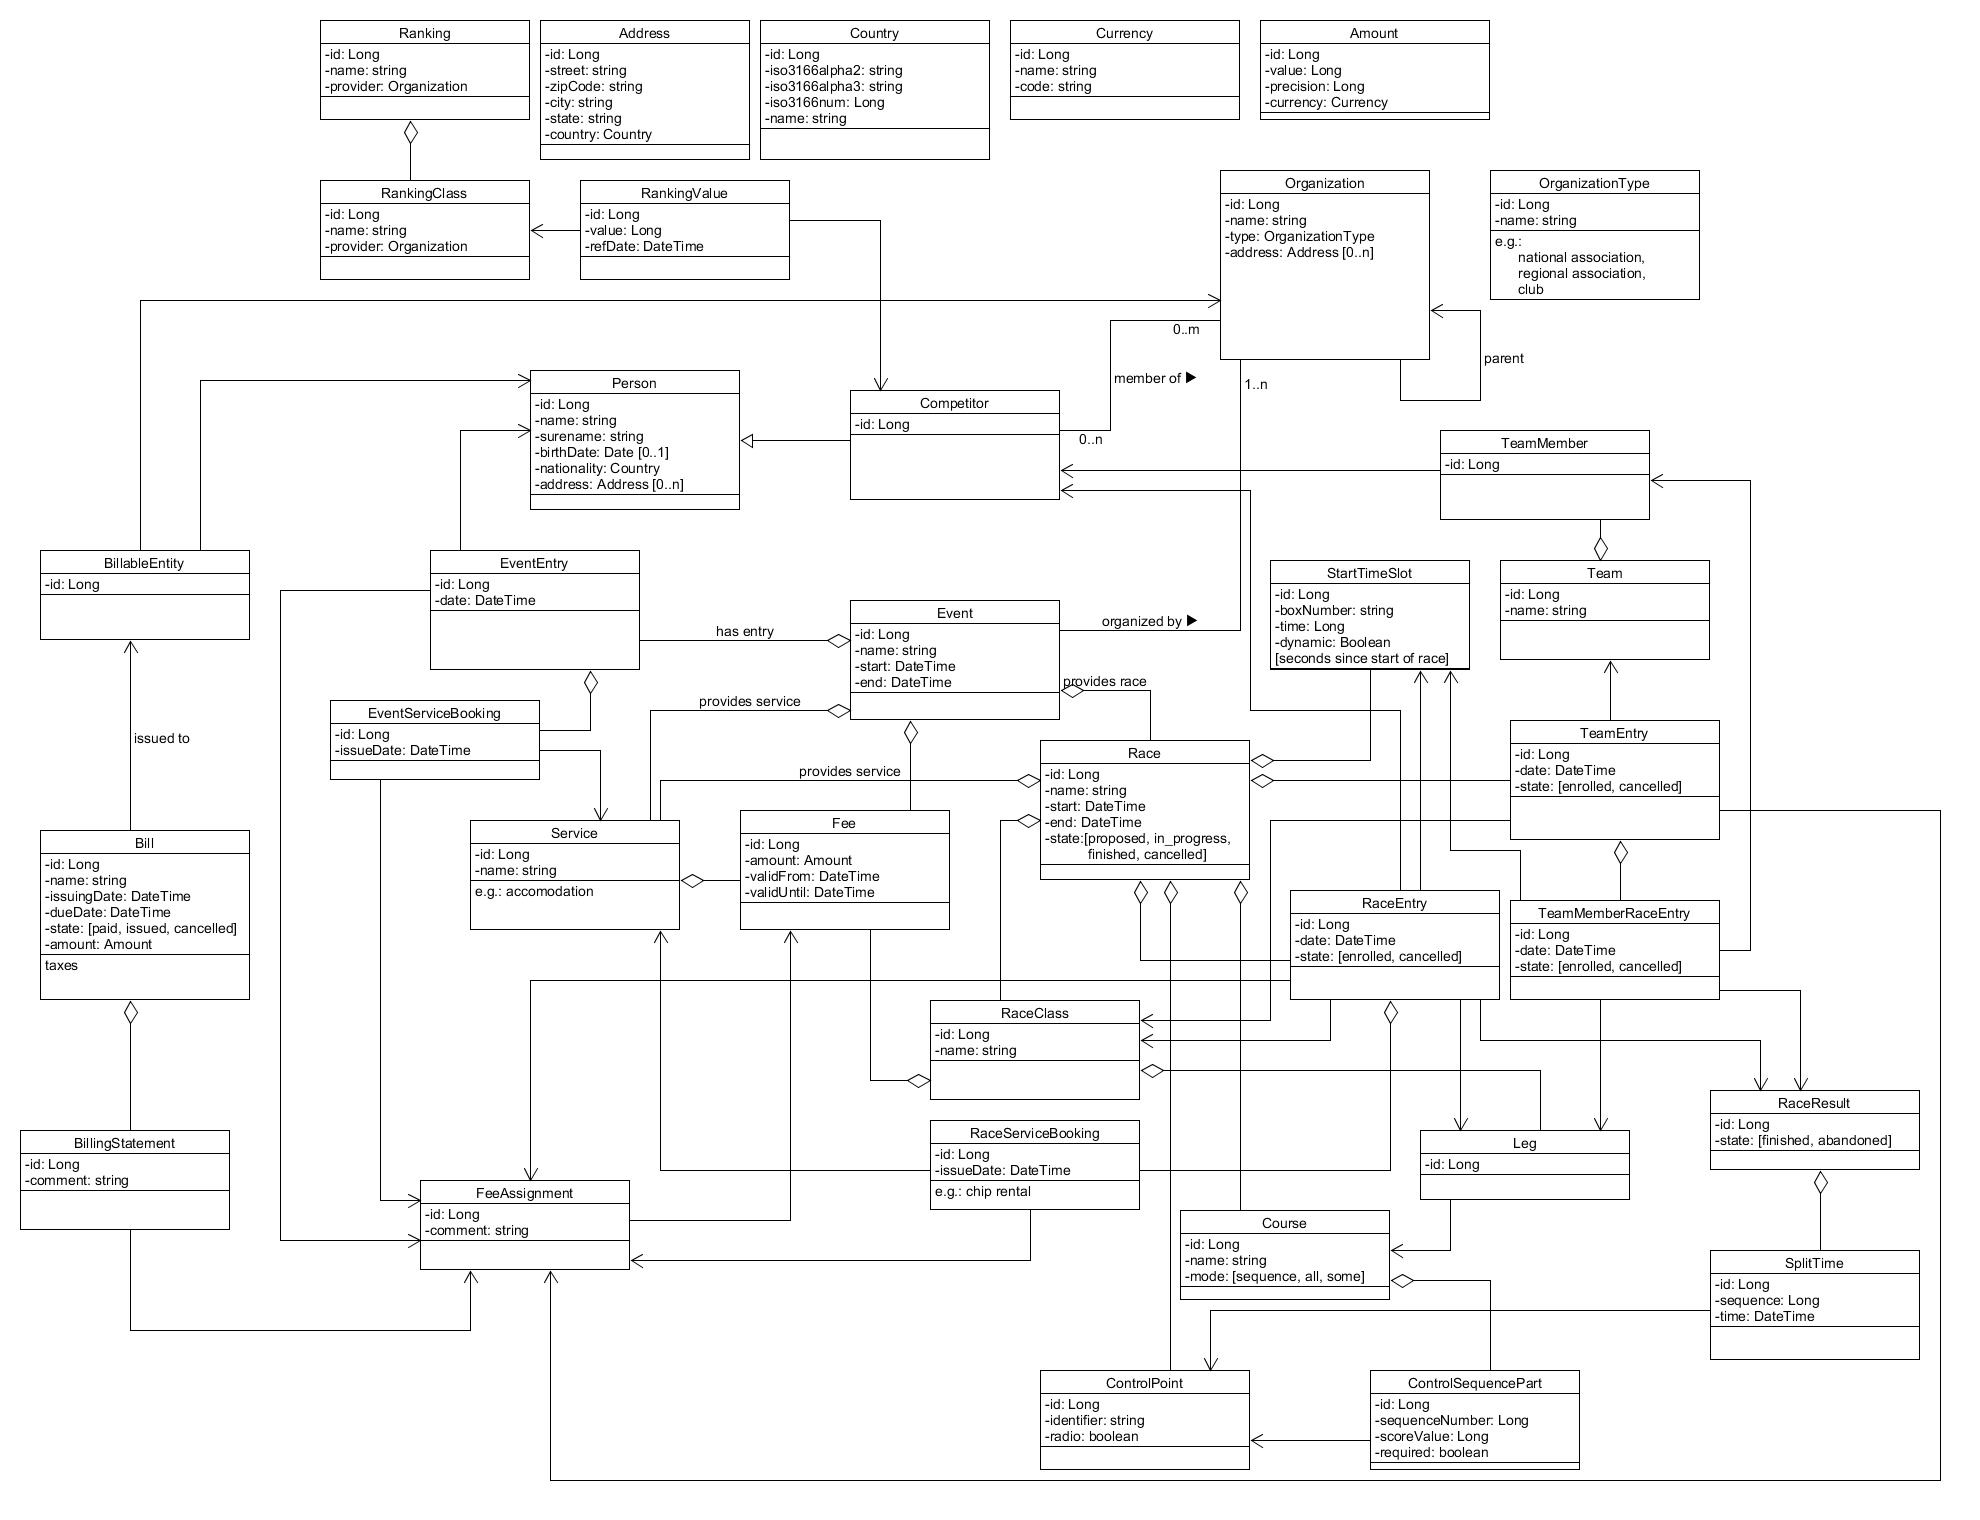 Ranking
-id: Long
-name: string
-provider: Organization
Address
-id: Long
-street: string
-zipCode: string
-city: string
-state: string
-country: Country
Country
-id: Long
-iso3166alpha2: string
-iso3166alpha3: string
-iso3166num: Long
-name: string
Currency
-id: Long
-name: string
-code: string
Amount
-id: Long
-value: Long
-precision: Long
-currency: Currency
RankingClass
-id: Long
-name: string
-provider: Organization
RankingValue
-id: Long
-value: Long
-refDate: DateTime
Organization
-id: Long
-name: string
-type: OrganizationType
-address: Address [0..n]
OrganizationType
-id: Long
-name: string
e.g.:
national association,
regional association,
club
0..m
parent
member of ▶
1..n
0..n
Person
-id: Long
-name: string
-surename: string
-birthDate: Date [0..1]
-nationality: Country
-address: Address [0..n]
Competitor
-id: Long
TeamMember
-id: Long
BillableEntity
-id: Long
EventEntry
-id: Long
-date: DateTime
has entry
Event
-id: Long
-name: string
-start: DateTime
-end: DateTime
organized by ▶
StartTimeSlot
-id: Long
-boxNumber: string
-time: Long
-dynamic: Boolean
[seconds since start of race]
Team
-id: Long
-name: string
provides race
provides service
issued to
EventServiceBooking
-id: Long
-issueDate: DateTime
provides service
Race
-id: Long
-name: string
-start: DateTime
-end: DateTime
-state:[proposed, in_progress,
finished, cancelled]
TeamEntry
-id: Long
-date: DateTime
-state: [enrolled, cancelled]
Bill
-id: Long
-name: string
-issuingDate: DateTime
-dueDate: DateTime
-state: [paid, issued, cancelled]
-amount: Amount
taxes
Service
-id: Long
-name: string
e.g.: accomodation
Fee
-id: Long
-amount: Amount
-validFrom: DateTime
-validUntil: DateTime
RaceEntry
-id: Long
-date: DateTime
-state: [enrolled, cancelled]
TeamMemberRaceEntry
-id: Long
-date: DateTime
-state: [enrolled, cancelled]
RaceClass
-id: Long
-name: string
RaceResult
-id: Long
-state: [finished, abandoned]
BillingStatement
-id: Long
-comment: string
RaceServiceBooking
-id: Long
-issueDate: DateTime
e.g.: chip rental
Leg
-id: Long
FeeAssignment
-id: Long
-comment: string
Course
-id: Long
-name: string
-mode: [sequence, all, some]
SplitTime
-id: Long
-sequence: Long
-time: DateTime
ControlPoint
-id: Long
-identifier: string
-radio: boolean
ControlSequencePart
-id: Long
-sequenceNumber: Long
-scoreValue: Long
-required: boolean